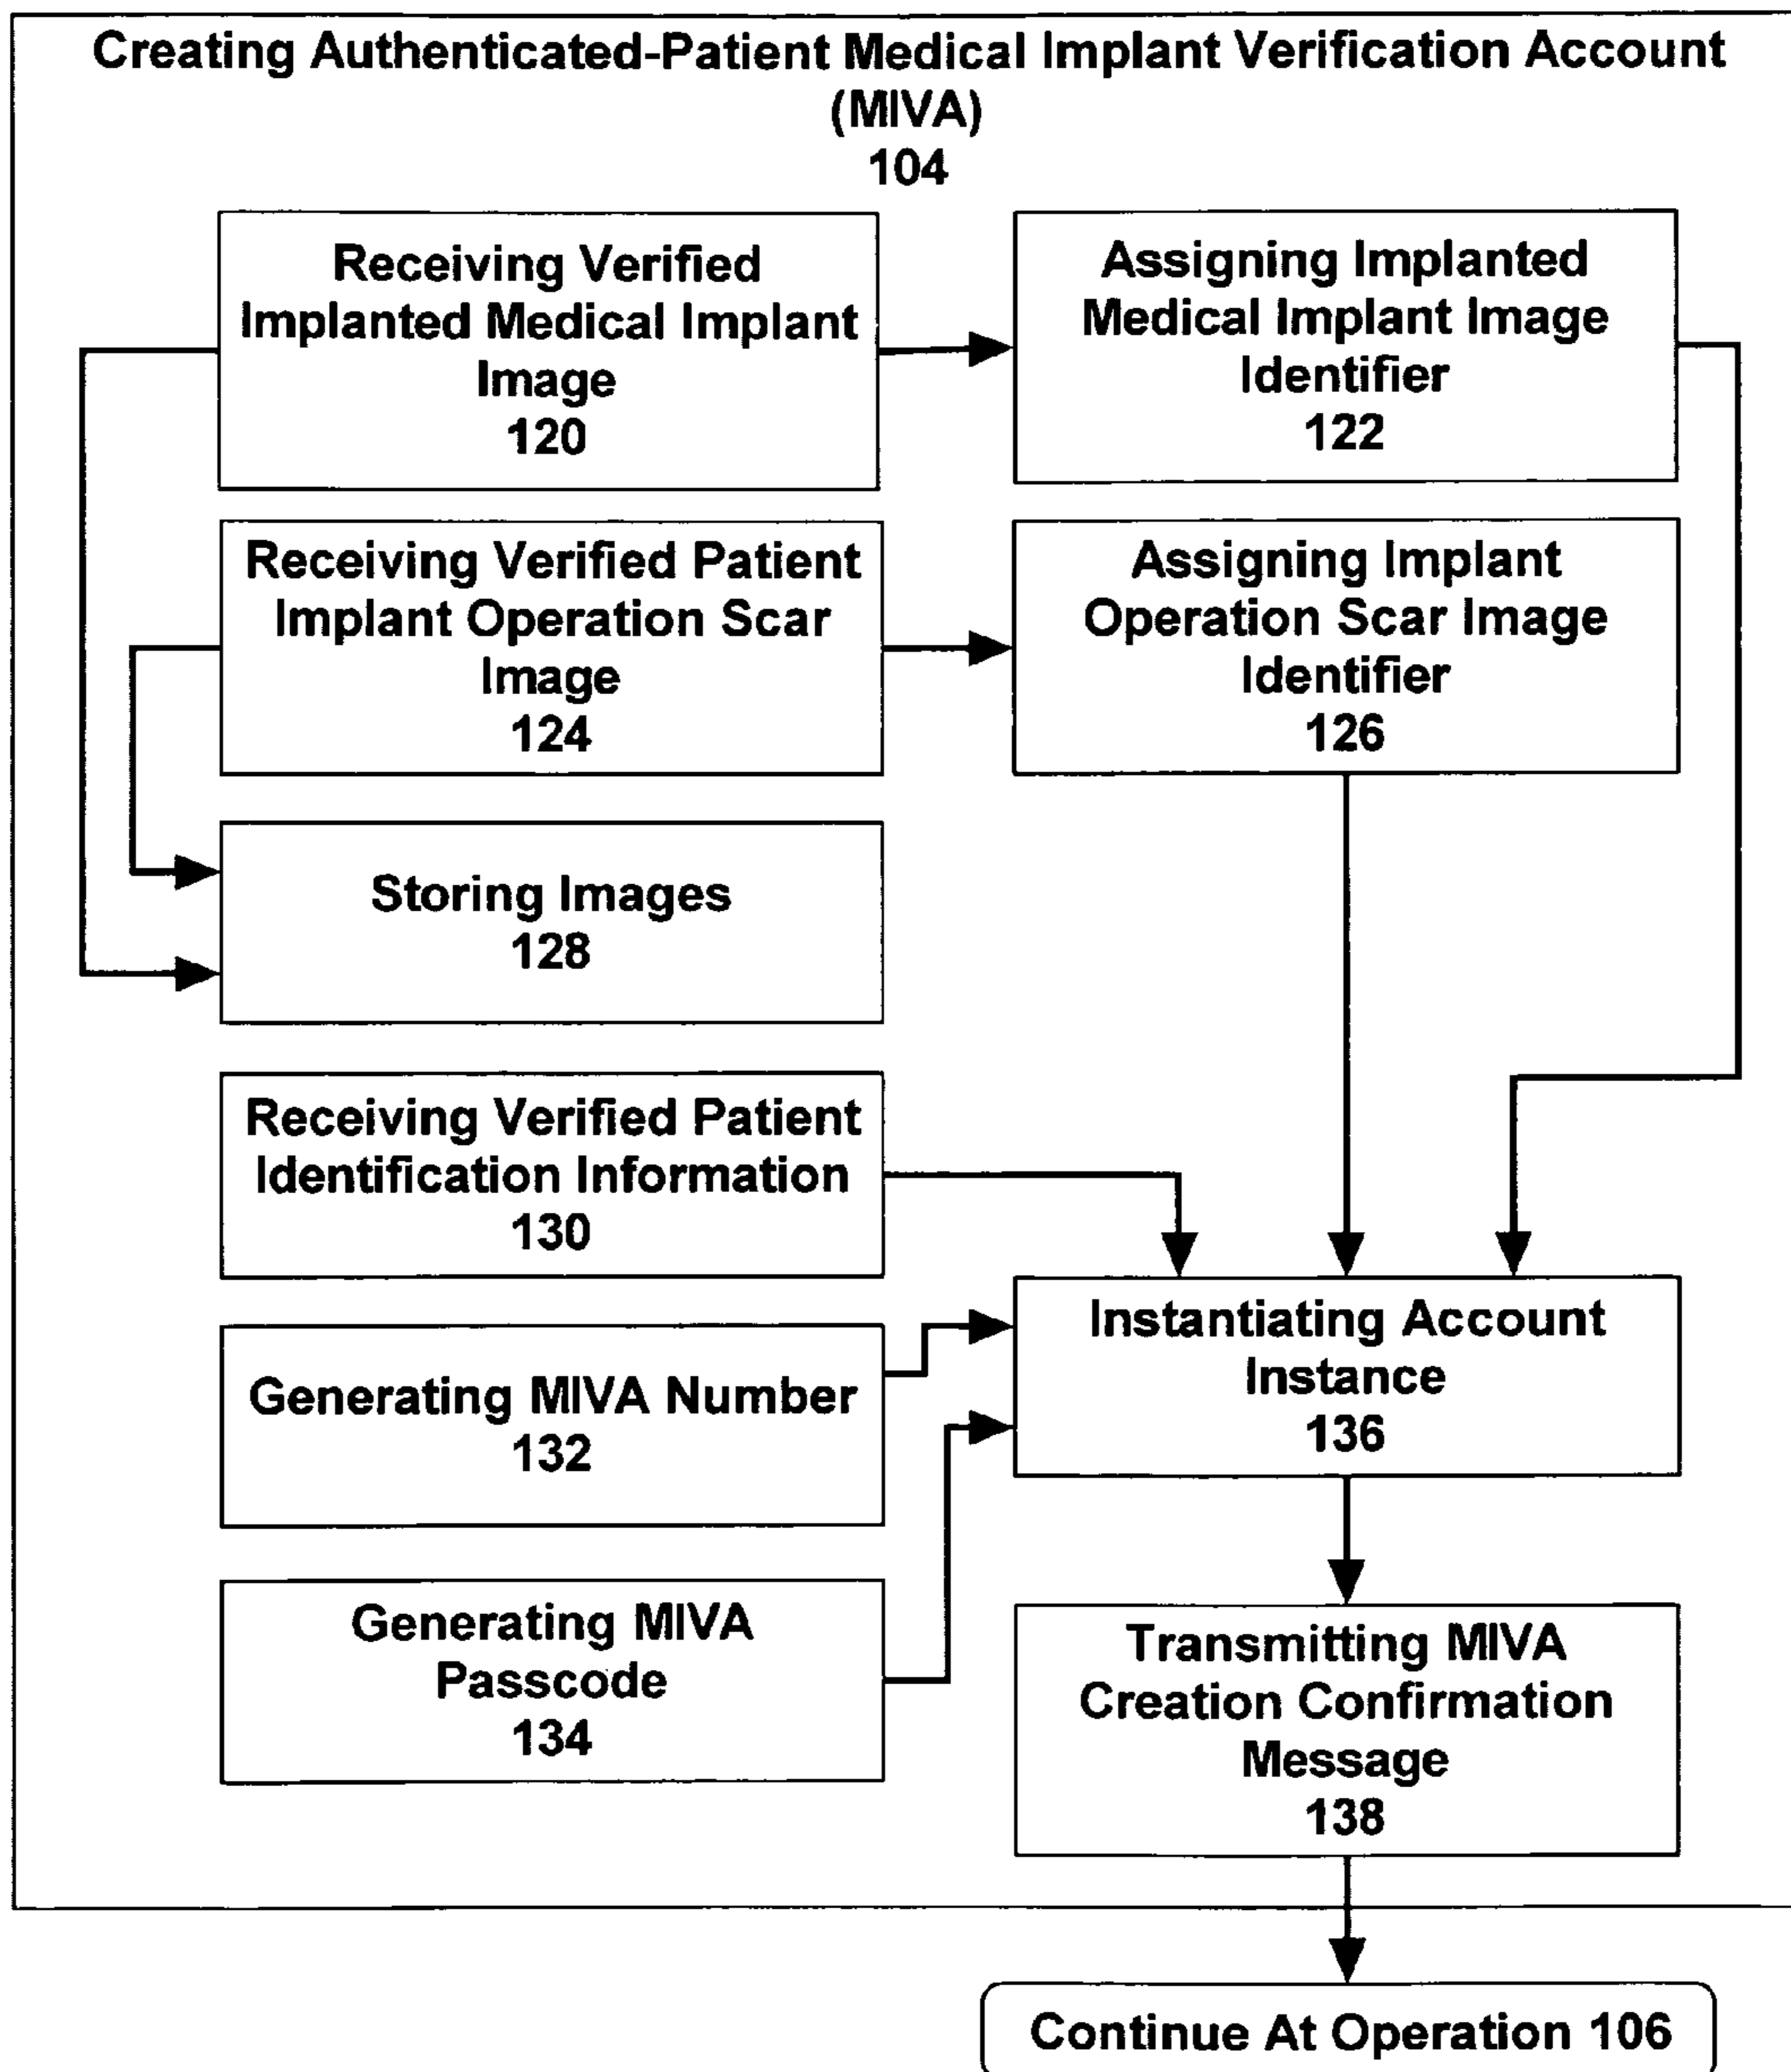 Creating Authenticated-Patient Medical Implant Verification Account
(MIVA)
104
Receiving Verified
Implanted Medical Implant
Image
120
Assigning Implanted
Medical Implant Image
Identifier
122
Receiving Verified Patient
Implant Operation Scar
Image
124
Assigning Implant
Operation Scar Image
Identifier
126
Storing Images
128
Receiving Verified Patient
Identification Information
130
Generating MIVA Number
132
Instantiating Account
Instance
136
Generating MIVA
Passcode
134
Transmitting MIVA
Creation Confirmation
Message
138
Continue At Operation 106